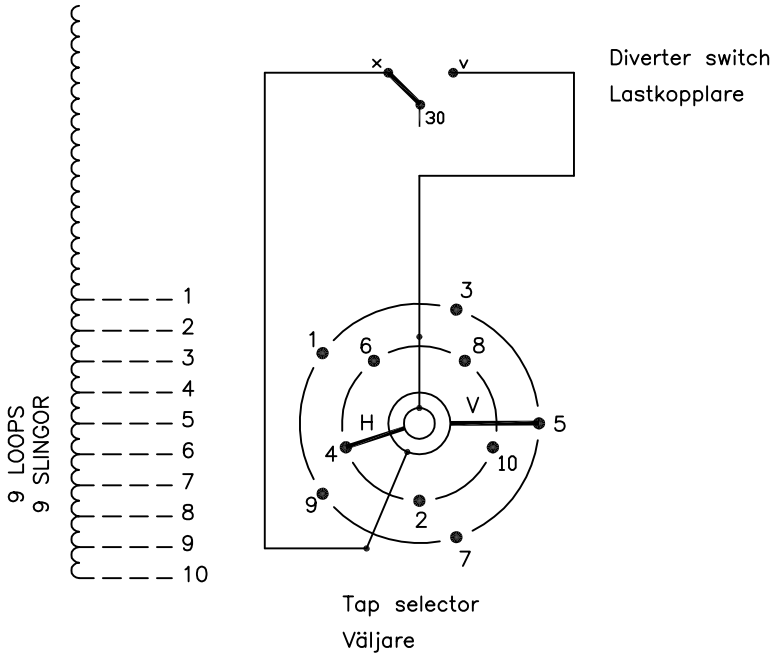 x
v
30
Diverter switch
Lastkopplare
1
2
3
4
5
6
7
8
9
10
9 LOOPS
9 SLINGOR
3
1
6
8
H
V
5
4
10
9
2
7
Tap selector
Väljare